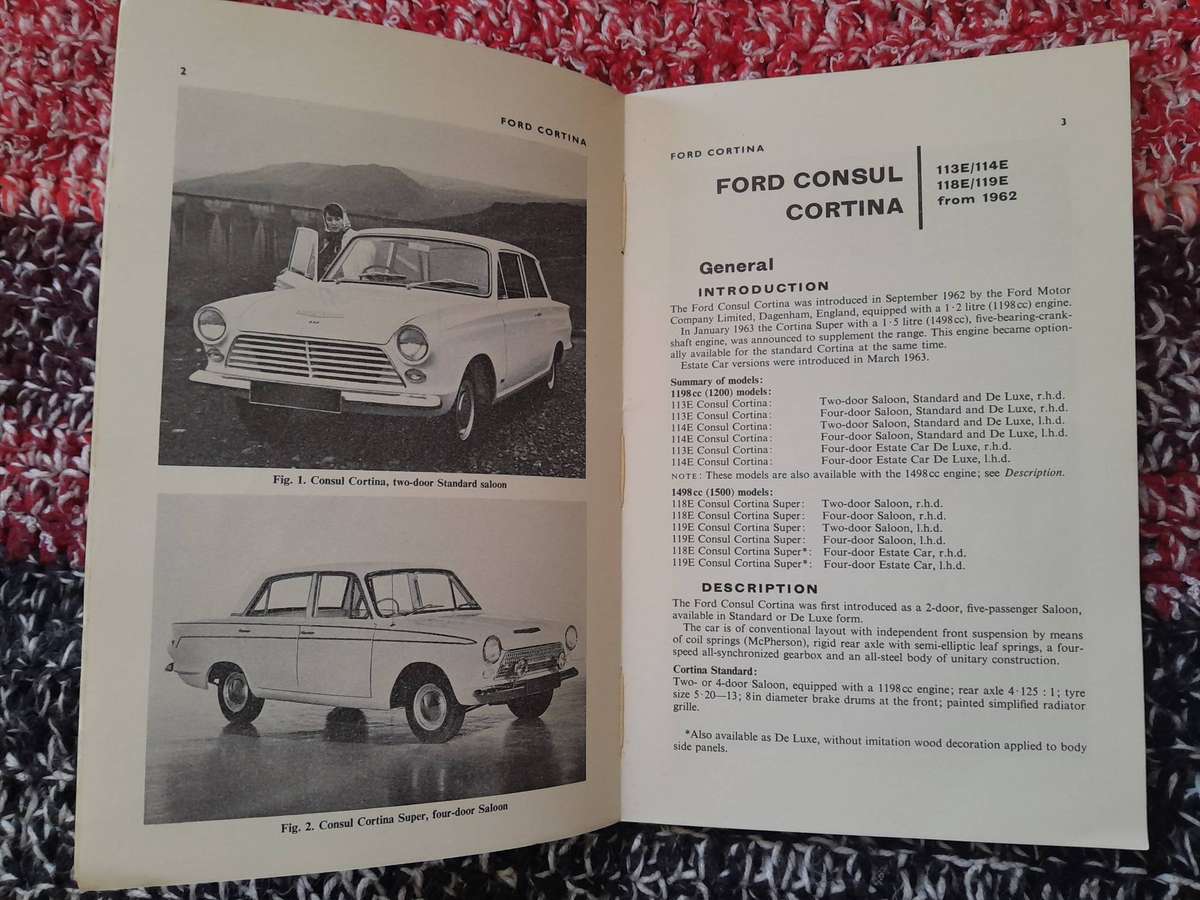 2
FORD CORTINA
Fig. 1. Consul Cortina, two-door Standard saloon
Fig. 2. Consul Cortina Super, four-door Saloon
3
FORD CORTINA
FORD CONSUL
CORTINA
113E/114E
118E/119E
from 1962
General
INTRODUCTION
The Ford Consul Cortina was introduced in September 1962 by the Ford Motor
Company Limited, Dagenham, England, equipped with a 1·2 litre (1198cc) engine.
In January 1963 the Cortina Super with a 1·5 litre (1498cc), five-bearing-crank-
shaft engine, was announced to supplement the range. This engine became option-
ally available for the standard Cortina at the same time.
Estate Car versions were introduced in March 1963.
Summary of models:
1198cc (1200) models:
113E Consul Cortina: Two-door Saloon, Standard and De Luxe, r.h.d.
113E Consul Cortina: Four-door Saloon, Standard and De Luxe, r.h.d.
114E Consul Cortina: Two-door Saloon, Standard and De Luxe, l.h.d.
114E Consul Cortina: Four-door Saloon, Standard and De Luxe, l.h.d.
113E Consul Cortina: Four-door Estate Car De Luxe, r.h.d.
114E Consul Cortina: Four-door Estate Car De Luxe, l.h.d.
NOTE: These models are also available with the 1498cc engine; see Description.
1498cc (1500) models:
118E Consul Cortina Super: Two-door Saloon, r.h.d.
118E Consul Cortina Super: Four-door Saloon, r.h.d.
119E Consul Cortina Super: Two-door Saloon, l.h.d.
119E Consul Cortina Super: Four-door Saloon, l.h.d.
118E Consul Cortina Super*: Four-door Estate Car, r.h.d.
119E Consul Cortina Super*: Four-door Estate Car, l.h.d.
DESCRIPTION
The Ford Consul Cortina was first introduced as a 2-door, five-passenger Saloon,
available in Standard or De Luxe form.
The car is of conventional layout with independent front suspension by means
of coil springs (McPherson), rigid rear axle with semi-elliptic leaf springs, a four-
speed all-synchronized gearbox and an all-steel body of unitary construction.
Cortina Standard:
Two- or 4-door Saloon, equipped with a 1198cc engine; rear axle 4·125 : 1; tyre
size 5·20—13; 8in diameter brake drums at the front; painted simplified radiator
grille.
*Also available as De Luxe, without imitation wood decoration applied to body
side panels.